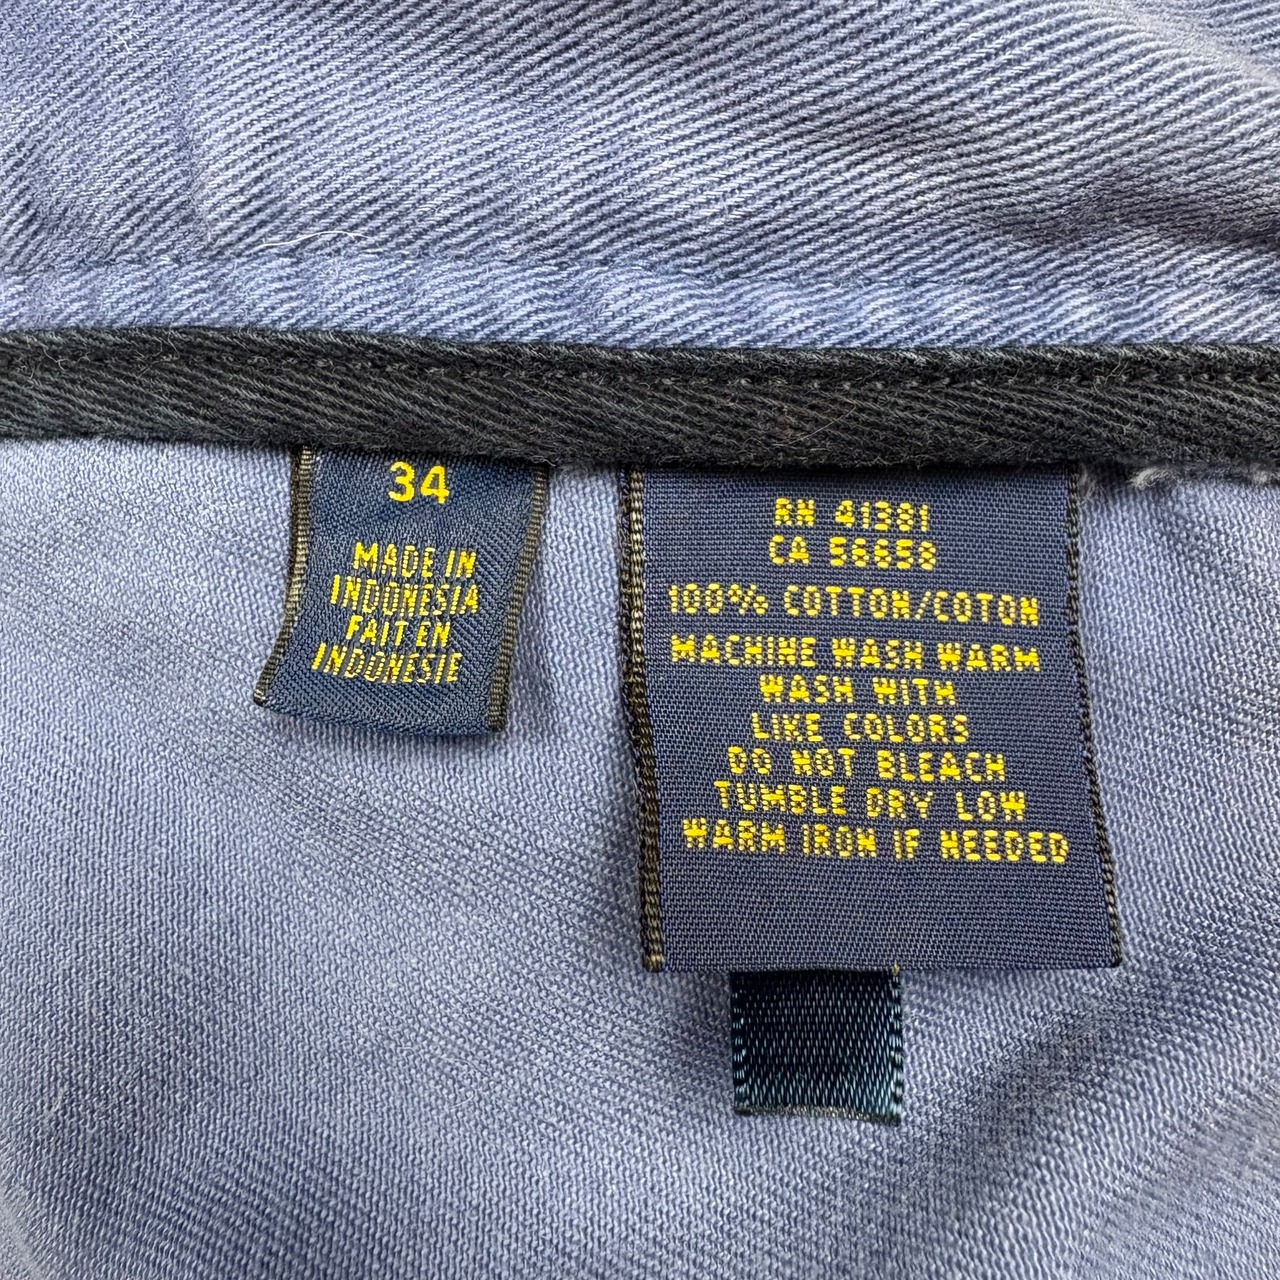 34
MADE IN
INDONESIA
FAIT EN
INDONESIE
RN 41381
CA 56658
100% COTTON/COTON
MACHINE WASH WARM
WASH WITH
LIKE COLORS
DO NOT BLEACH
TUMBLE DRY LOW
WARM IRON IF NEEDED